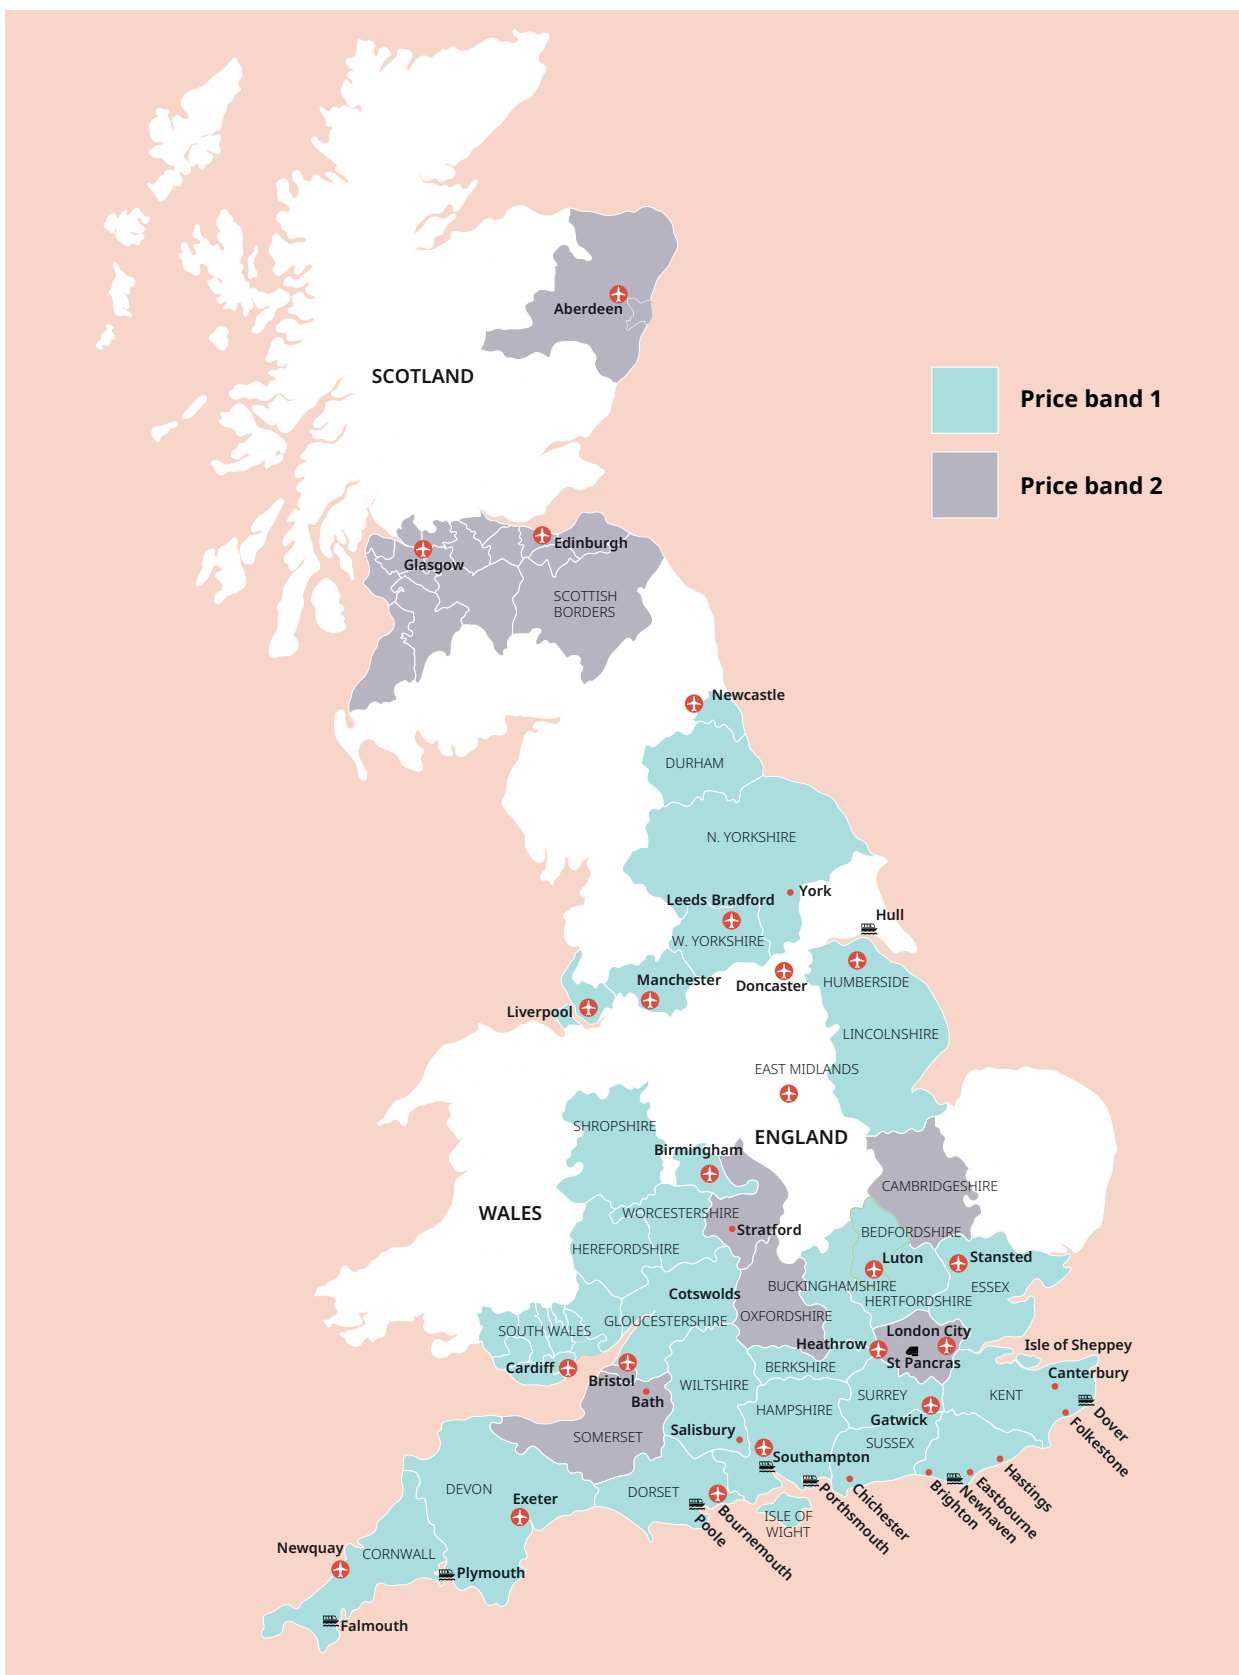 Aberdeen
SCOTLAND
Price band 1
Price band 2
Edinburgh
Glasgow
SCOTTISH
BORDERS
Newcastle
DURHAM
N. YORKSHIRE
York
Leeds Bradford
Hull
W. YORKSHIRE
Manchester
Doncaster
HUMBERSIDE
Liverpool
LINCOLNSHIRE
EAST MIDLANDS
SHROPSHIRE
ENGLAND
Birmingham
CAMBRIDGESHIRE
WALES
WORCESTERSHIRE
Stratford
BEDFORDSHIRE
HEREFORDSHIRE
Luton
Stansted
BUCKINGHAMSHIRE
ESSEX
Cotswolds
HERTFORDSHIRE
OXFORDSHIRE
GLOUCESTERSHIRE
SOUTH WALES
London City
Heathrow
Isle of Sheppey
St Pancras
Cardiff
BERKSHIRE
Canterbury
Bristol
WILTSHIRE
Bath
SURREY
KENT
HAMPSHIRE
Gatwick
Dover
Folkestone
Salisbury
SOMERSET
SUSSEX
Southampton
Hastings
Eastbourne
Newhaven
Brighton
Chichester
Porthsmouth
DEVON
DORSET
Exeter
Poole
Bournemouth
ISLE OF
WIGHT
Newquay
CORNWALL
Plymouth
Falmouth